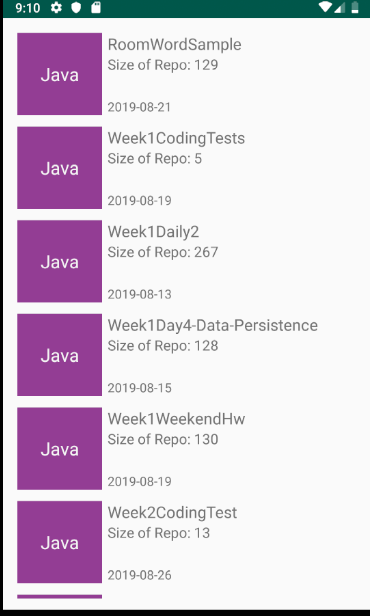 9:10
RoomWordSample
Java
Size of Repo: 129
2019-08-21
Week1CodingTests
Java
Size of Repo: 5
2019-08-19
Week1Daily2
Java
Size of Repo: 267
2019-08-13
Week1Day4-Data-Persistence
Java
Size of Repo: 128
2019-08-15
Week1WeekendHw
Java
Size of Repo: 130
2019-08-19
Week2CodingTest
Java
Size of Repo: 13
2019-08-26